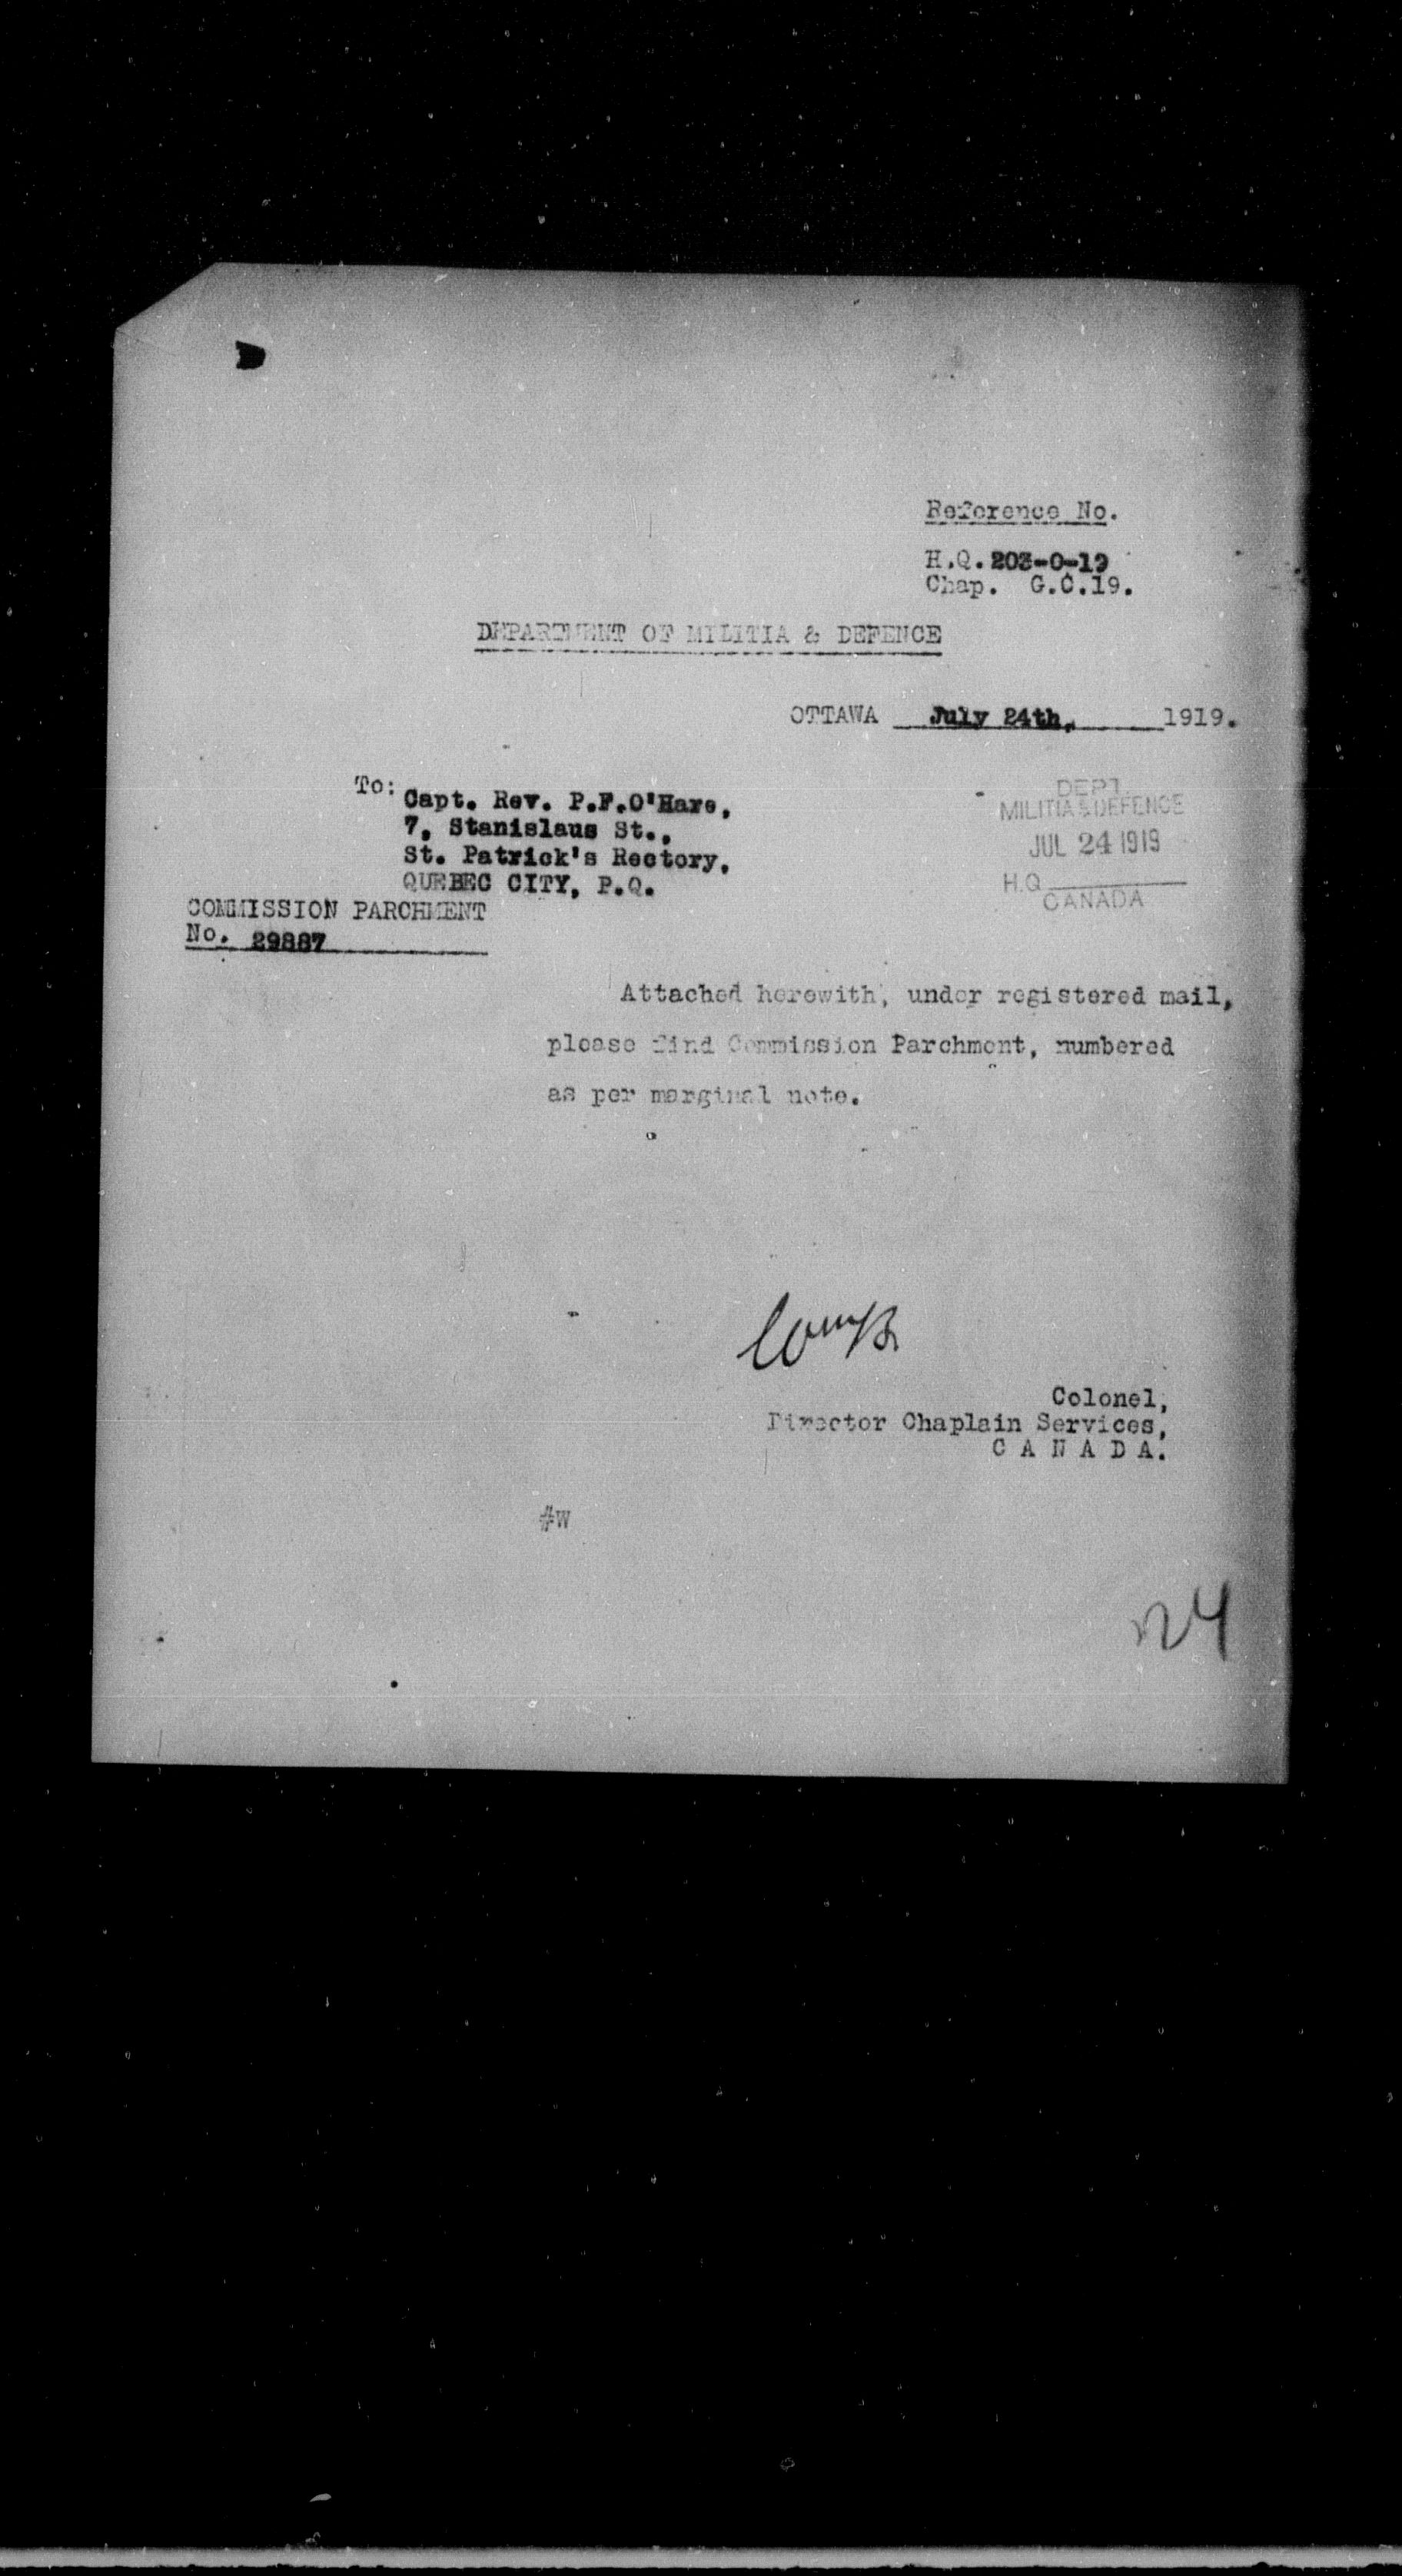 Reference No.
H.Q. 203-O-19
Chap. G.C.19.
DEPARTMENT OF MILITIA & DEFENCE
OTTAWA July 24th, 1919.
To: Capt. Rev. P.F.O'Hare,
7, Stanislaus St.,
St. Patrick's Rectory,
QUEBEC CITY, P.Q.
DEPT.
MILITIA & DEFENCE
JUL 24 1919
H.Q.
CANADA
COMMISSION PARCHMENT
No. 29887
Attached herewith, under registered mail,
please find Commission Parchment, numbered
as per marginal note.
Colonel,
Director Chaplain Services,
C A N A D A.
#W
24